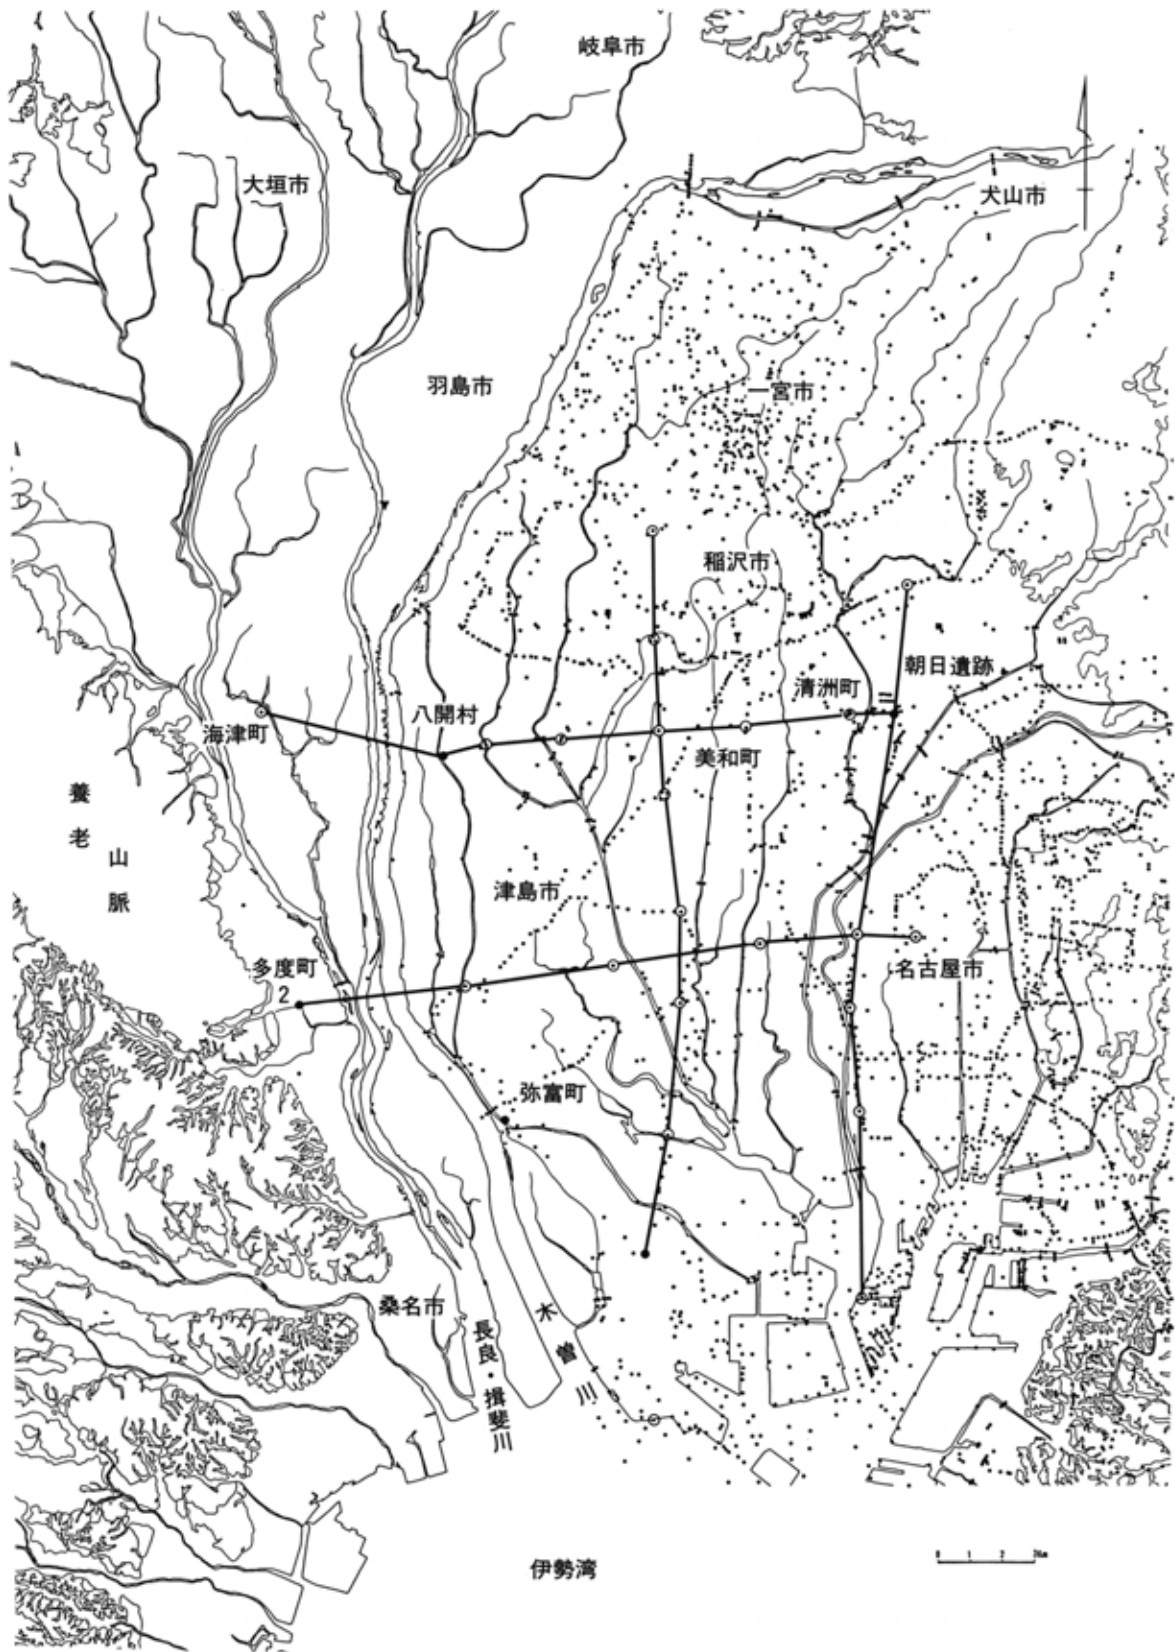 岐阜市
大垣市
犬山市
羽島市
一宮市
稲沢市
朝日遺跡
清洲町
八開村
海津町
美和町
養老山脈
津島市
多度町
2
名古屋市
弥富町
桑名市
木曽川
長良・揖斐川
伊勢湾
0 1 2